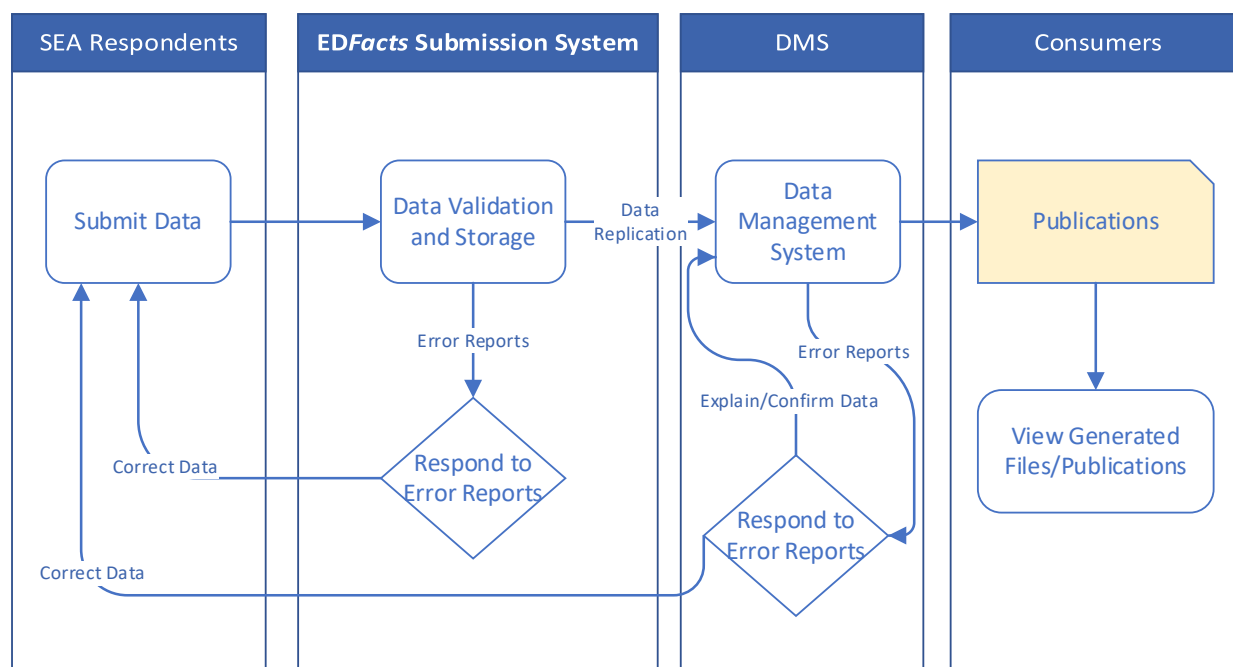 SEA Respondents
EDFacts Submission System
DMS
Consumers
Submit Data
Data Validation
and Storage
Data
Replication
Data
Management
System
Publications
Error Reports
Error Reports
Explain/Confirm Data
View Generated
Files/Publications
Correct Data
Respond to
Error Reports
Respond to
Error Reports
Correct Data